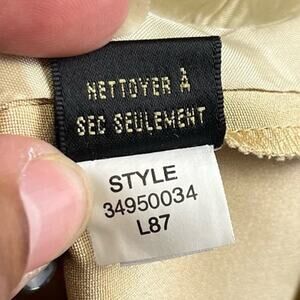 NETTOYER À
SEC SEULEMENT
STYLE
34950034
L87